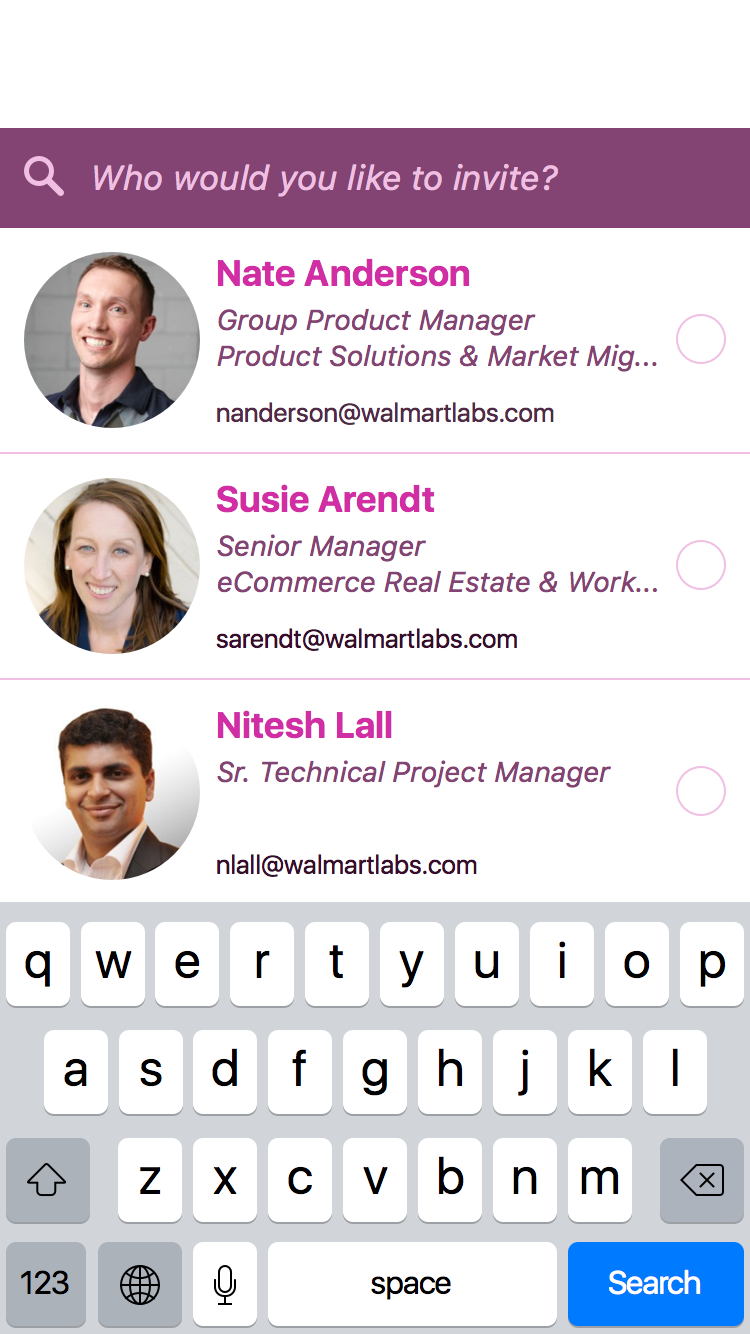 Who would you like to invite?
Nate Anderson
Group Product Manager
Product Solutions & Market Mig...
nanderson@walmartlabs.com
Susie Arendt
Senior Manager
eCommerce Real Estate & Work...
sarendt@walmartlabs.com
Nitesh Lall
Sr. Technical Project Manager
nlall@walmartlabs.com
q w e r t y u i o p
a s d f g h j k l
z x c v b n m
123 space Search